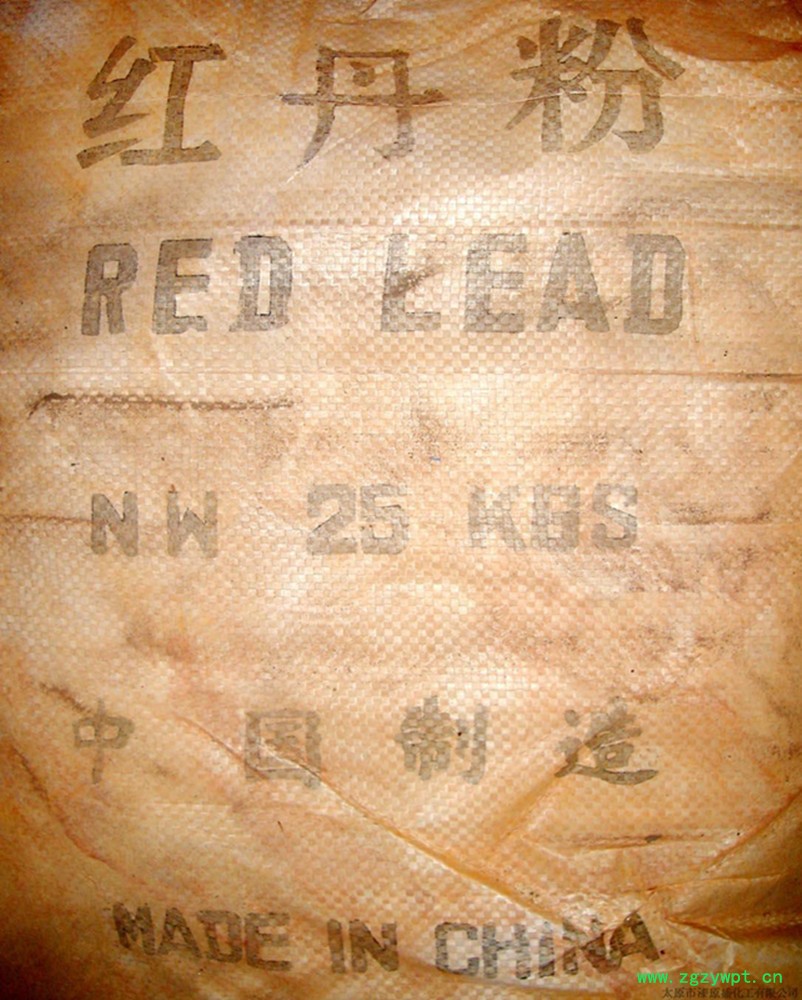 红丹粉
RED LEAD
NW 25 KGS
中国制造
MADE IN CHINA
www.zgzywpt.cn